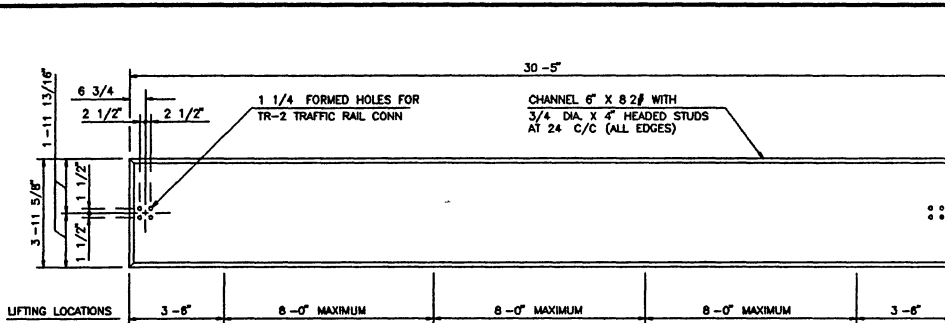 30 -5"
6 3/4
1 1/4 FORMED HOLES FOR
TR-2 TRAFFIC RAIL CONN
CHANNEL 6" X 8 2# WITH
3/4 DIA. X 4" HEADED STUDS
AT 24 C/C (ALL EDGES)
2 1/2" 2 1/2"
1 -11 13/16"
3 -11 5/8"
1 1/2"
1 1/2"
LIFTING LOCATIONS 3 -6" 8 -0" MAXIMUM 8 -0" MAXIMUM 8 -0" MAXIMUM 3 -6"